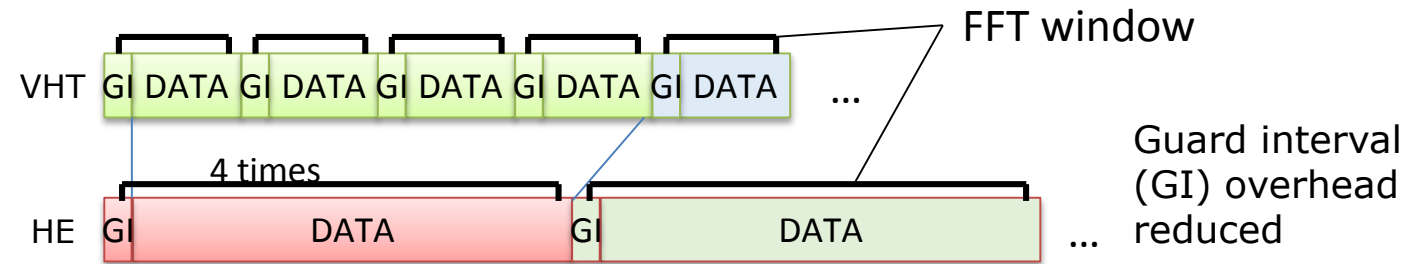 FFT window
VHT GI DATA GI DATA GI DATA GI DATA GI DATA ...
4 times
Guard interval
(GI) overhead
reduced
HE GI DATA GI DATA ...